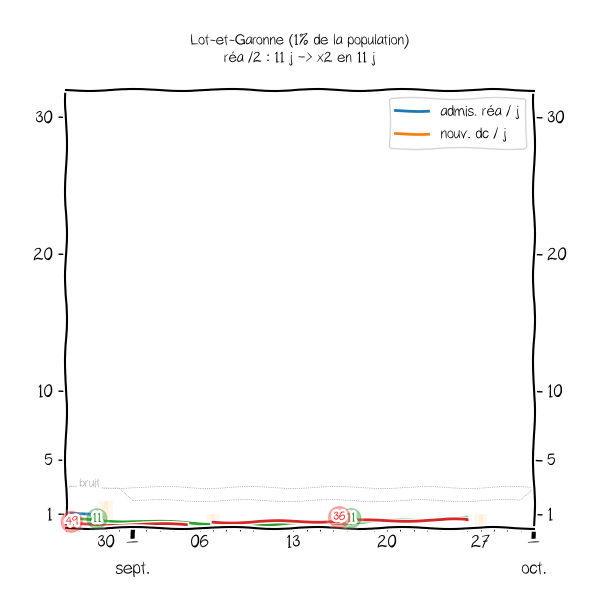 Lot-et-Garonne (1% de la population)
réa /2 : 11 j -> x2 en 11 j
admis. réa / j
nouv. dc / j
30 30
20 20
10 10
5 5
bruit
1 49 11 36 1
30 06 13 20 27
sept. oct.